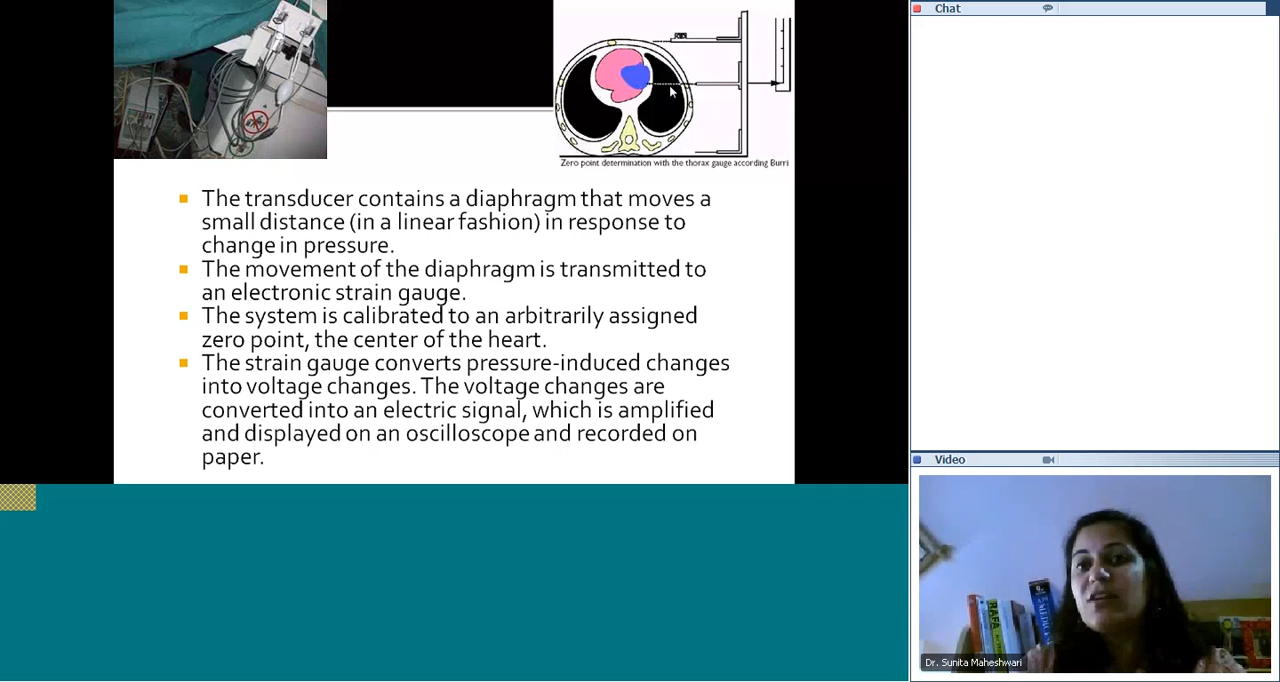 Zero point determination with the thorax gauge according Burri
The transducer contains a diaphragm that moves a
small distance (in a linear fashion) in response to
change in pressure.
The movement of the diaphragm is transmitted to
an electronic strain gauge.
The system is calibrated to an arbitrarily assigned
zero point, the center of the heart.
The strain gauge converts pressure-induced changes
into voltage changes. The voltage changes are
converted into an electric signal, which is amplified
and displayed on an oscilloscope and recorded on
paper.
Chat
Video
RAFA
Dr. Sunita Maheshwari